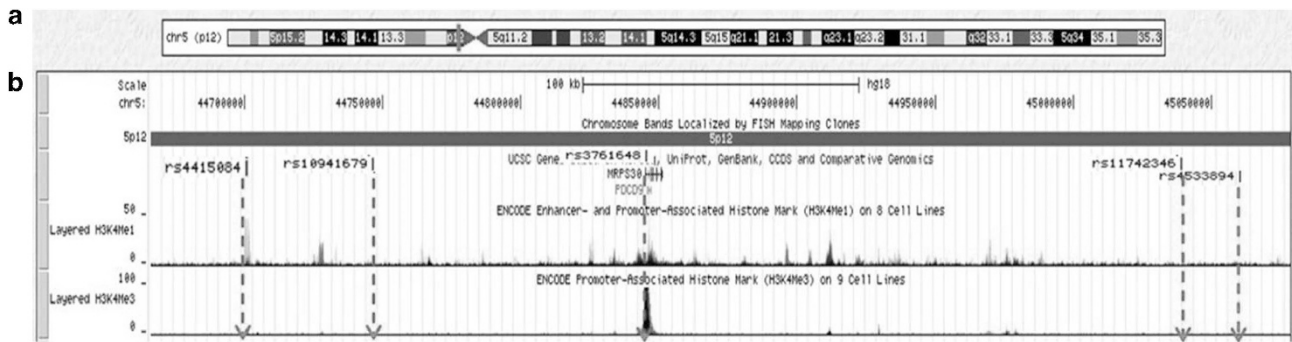 a
chr5 (p12) 5p15.2 14.3 14.1 13.3 5q11.2 13.2 14.1 5q14.3 5q15 q21.1 21.3 q23.1 q23.2 31.1 q32 33.1 33.3 5q34 35.1 35.3
b
Scale 100 kb hg18
chr5: 44700000| 44750000| 44800000| 44850000| 44900000| 44950000| 45000000| 45050000|
Chromosome Bands Localized by FISH Mapping Clones
5p12 5p12
rs4415084 rs10941679 rs3761648 rs11742346
UCSC Gene UniProt, GenBank, CCDS and Comparative Genomics
rs4533894
MRPS30
PDCD9
50
ENCODE Enhancer- and Promoter-Associated Histone Mark (H3K4Me1) on 8 Cell Lines
Layered H3K4Me1
0
100
ENCODE Promoter-Associated Histone Mark (H3K4Me3) on 9 Cell Lines
Layered H3K4Me3
0